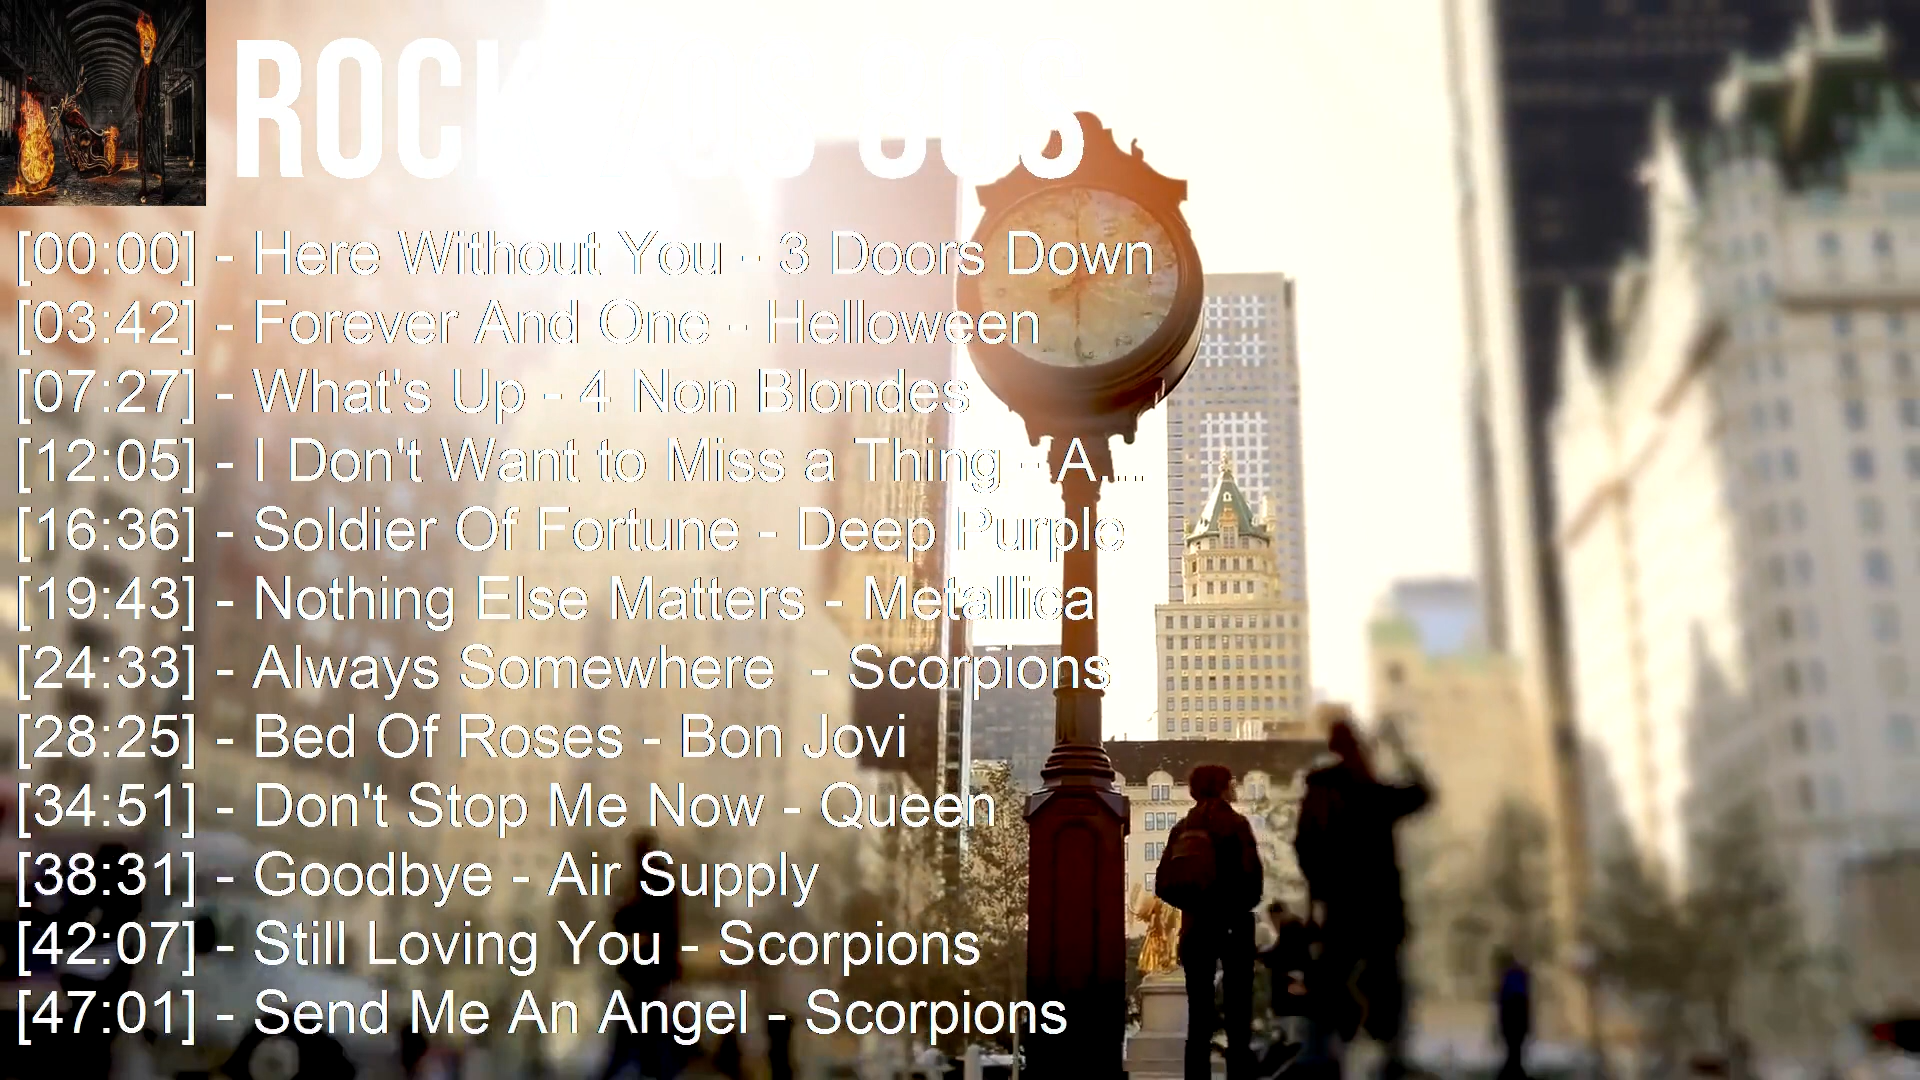 ROCK
[00:00] - Here Without You - 3 Doors Down
[03:42] - Forever And One - Helloween
[07:27] - What's Up - 4 Non Blondes
[12:05] - I Don't Want to Miss a Thing - A...
[16:36] - Soldier Of Fortune - Deep Purple
[19:43] - Nothing Else Matters - Metallica
[24:33] - Always Somewhere  - Scorpions
[28:25] - Bed Of Roses - Bon Jovi
[34:51] - Don't Stop Me Now - Queen
[38:31] - Goodbye - Air Supply
[42:07] - Still Loving You - Scorpions
[47:01] - Send Me An Angel - Scorpions